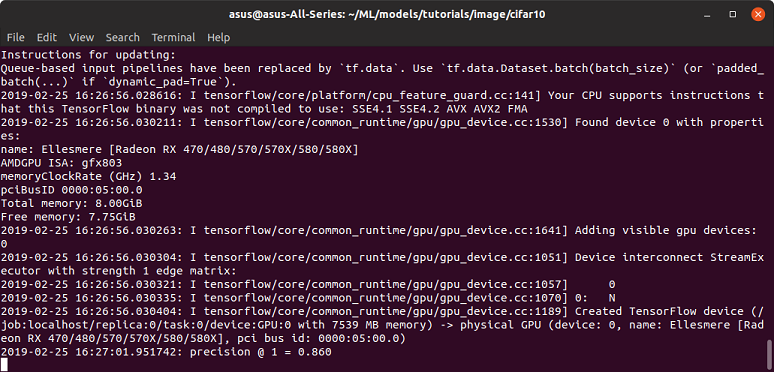 asus@asus-All-Series: ~/ML/models/tutorials/image/cifar10
File Edit View Search Terminal Help
Instructions for updating:
Queue-based input pipelines have been replaced by `tf.data`. Use `tf.data.Dataset.batch(batch_size)` (or `padded_
batch(...)` if `dynamic_pad=True`).
2019-02-25 16:26:56.028616: I tensorflow/core/platform/cpu_feature_guard.cc:141] Your CPU supports instructions t
hat this TensorFlow binary was not compiled to use: SSE4.1 SSE4.2 AVX AVX2 FMA
2019-02-25 16:26:56.030211: I tensorflow/core/common_runtime/gpu/gpu_device.cc:1530] Found device 0 with properti
es:
name: Ellesmere [Radeon RX 470/480/570/570X/580/580X]
AMDGPU ISA: gfx803
memoryClockRate (GHz) 1.34
pciBusID 0000:05:00.0
Total memory: 8.00GiB
Free memory: 7.75GiB
2019-02-25 16:26:56.030263: I tensorflow/core/common_runtime/gpu/gpu_device.cc:1641] Adding visible gpu devices:
0
2019-02-25 16:26:56.030304: I tensorflow/core/common_runtime/gpu/gpu_device.cc:1051] Device interconnect StreamEx
ecutor with strength 1 edge matrix:
2019-02-25 16:26:56.030321: I tensorflow/core/common_runtime/gpu/gpu_device.cc:1057]      0
2019-02-25 16:26:56.030335: I tensorflow/core/common_runtime/gpu/gpu_device.cc:1070] 0:   N
2019-02-25 16:26:56.030404: I tensorflow/core/common_runtime/gpu/gpu_device.cc:1189] Created TensorFlow device (/
job:localhost/replica:0/task:0/device:GPU:0 with 7539 MB memory) -> physical GPU (device: 0, name: Ellesmere [Rad
eon RX 470/480/570/570X/580/580X], pci bus id: 0000:05:00.0)
2019-02-25 16:27:01.951742: precision @ 1 = 0.860